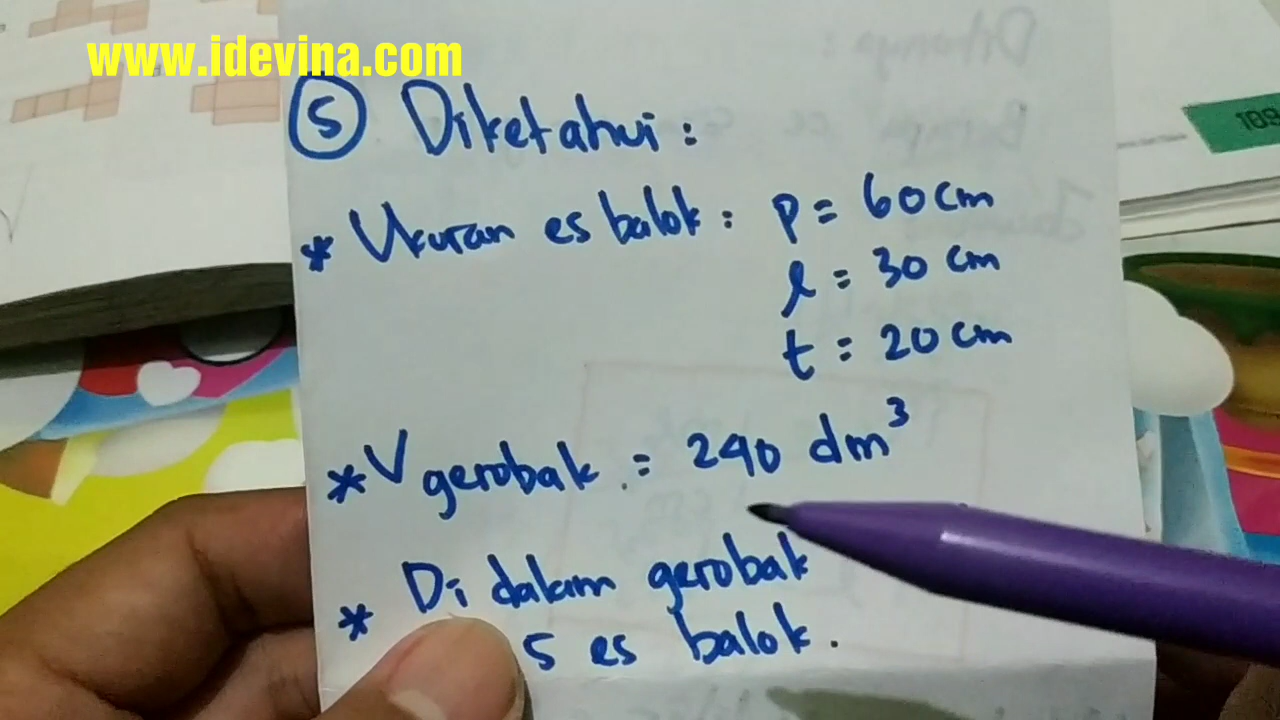 www.idevina.com
109
5 Diketahui:
* Ukuran es balok: p = 60 cm
l = 30 cm
t = 20 cm
* V gerobak = 240 dm³
* Di dalam gerobak
5 es balok.